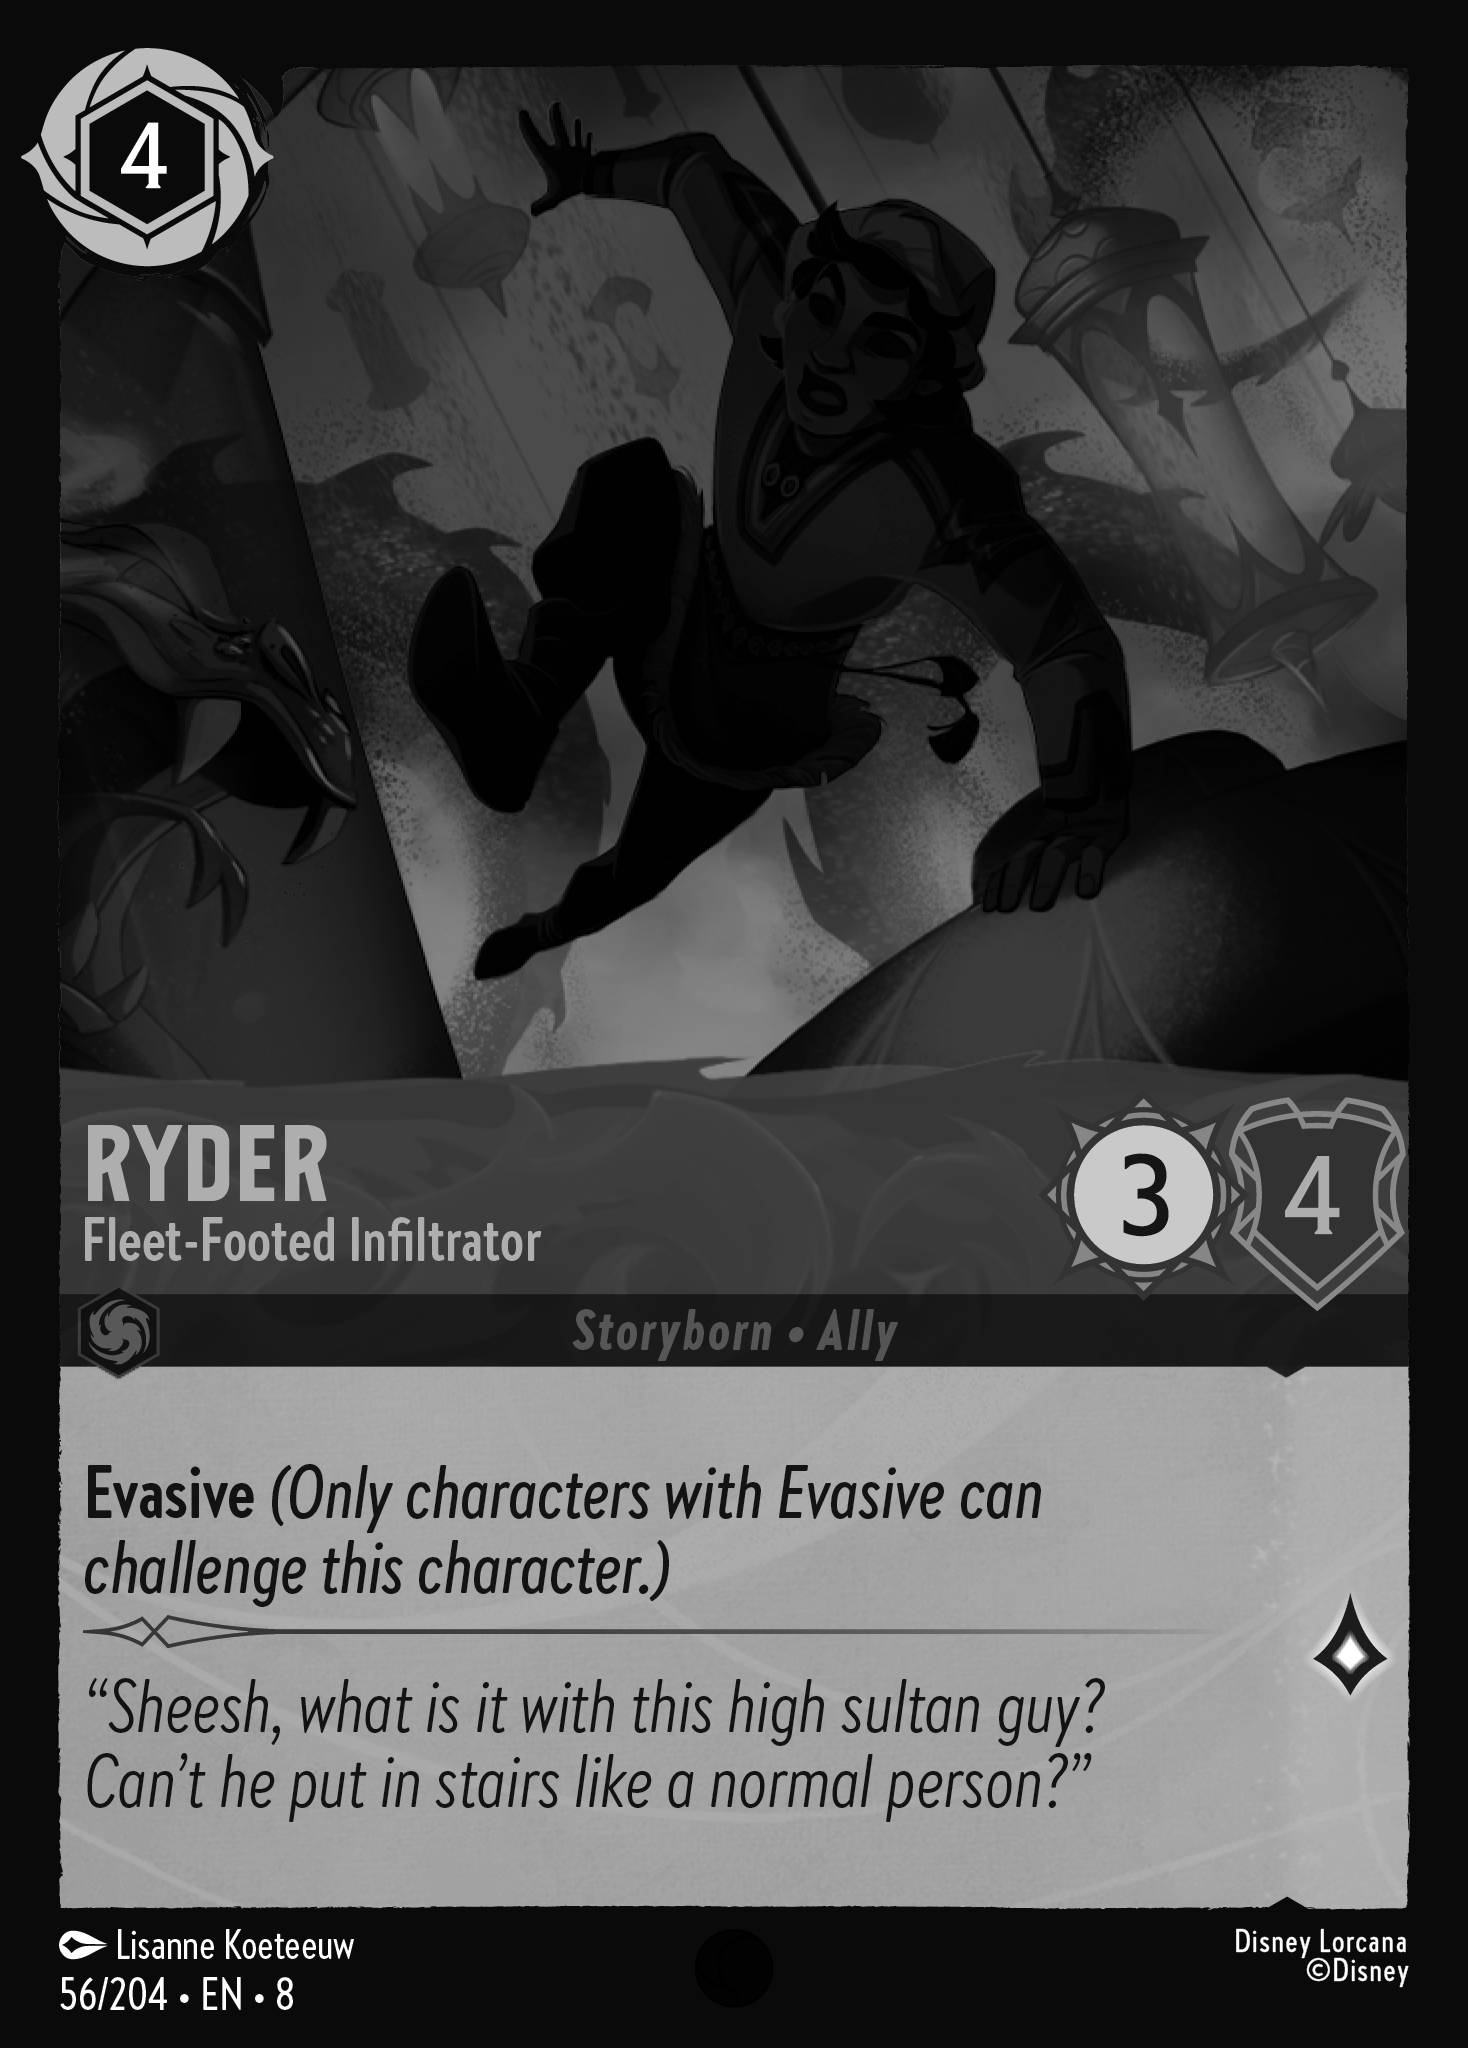 4
RYDER
Fleet-Footed Infiltrator
3
4
Storyborn • Ally
Evasive (Only characters with Evasive can
challenge this character.)
“Sheesh, what is it with this high sultan guy?
Can’t he put in stairs like a normal person?”
Lisanne Koeteeuw
56/204 • EN • 8
Disney Lorcana
©Disney